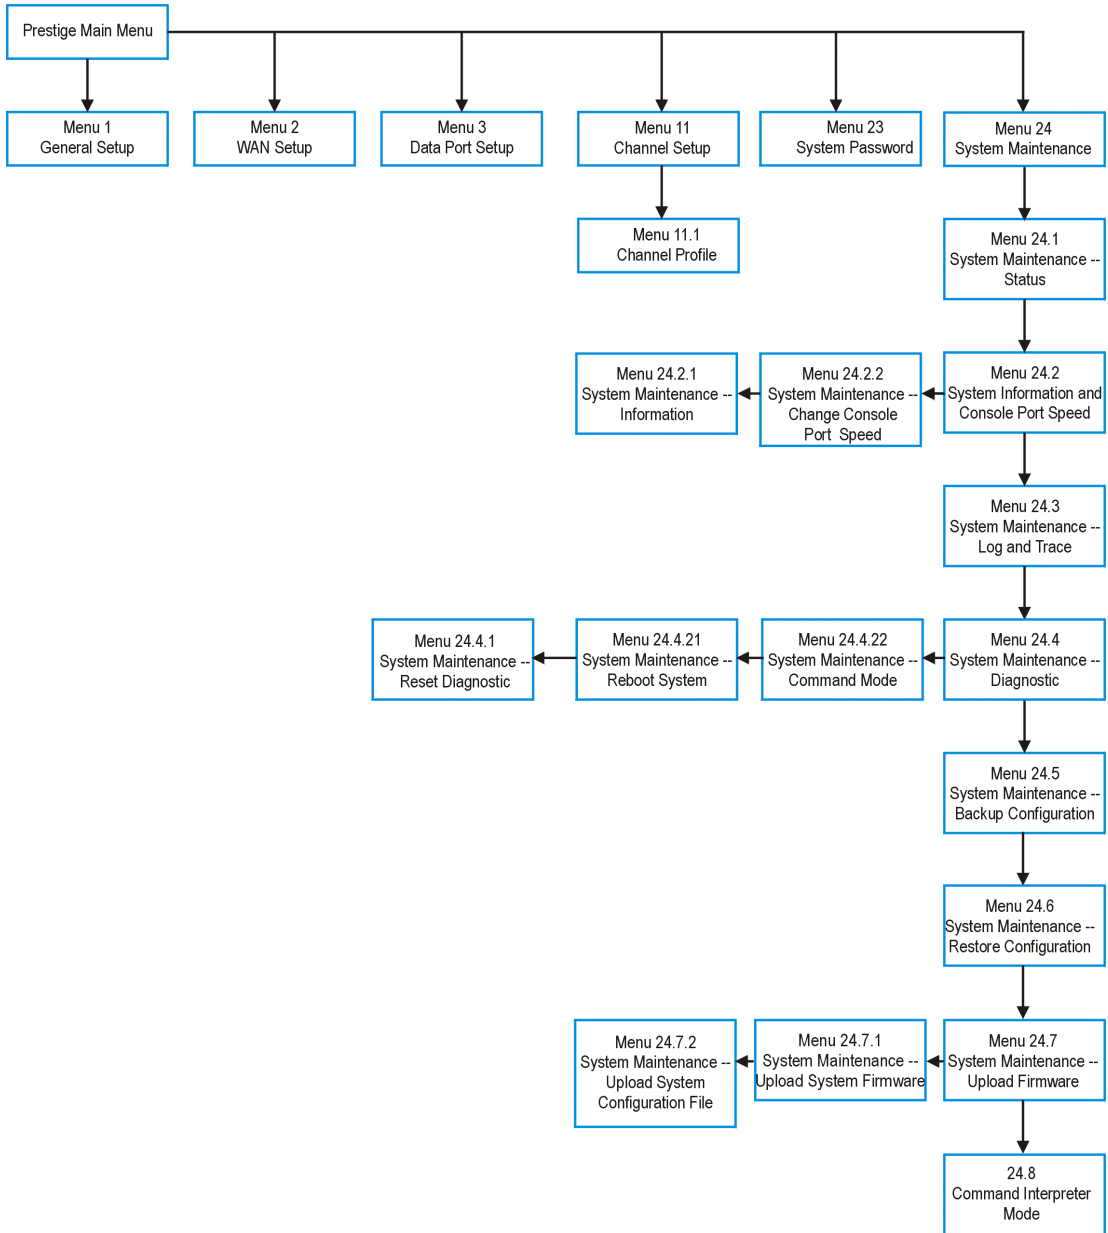 Prestige Main Menu
Menu 1
General Setup
Menu 2
WAN Setup
Menu 3
Data Port Setup
Menu 11
Channel Setup
Menu 23
System Password
Menu 24
System Maintenance
Menu 11.1
Channel Profile
Menu 24.1
System Maintenance --
Status
Menu 24.2.1
System Maintenance --
Information
Menu 24.2.2
System Maintenance --
Change Console
Port Speed
Menu 24.2
System Information and
Console Port Speed
Menu 24.3
System Maintenance --
Log and Trace
Menu 24.4.1
System Maintenance --
Reset Diagnostic
Menu 24.4.21
System Maintenance --
Reboot System
Menu 24.4.22
System Maintenance --
Command Mode
Menu 24.4
System Maintenance --
Diagnostic
Menu 24.5
System Maintenance --
Backup Configuration
Menu 24.6
System Maintenance --
Restore Configuration
Menu 24.7.2
System Maintenance --
Upload System
Configuration File
Menu 24.7.1
System Maintenance --
Upload System Firmware
Menu 24.7
System Maintenance --
Upload Firmware
24.8
Command Interpreter
Mode